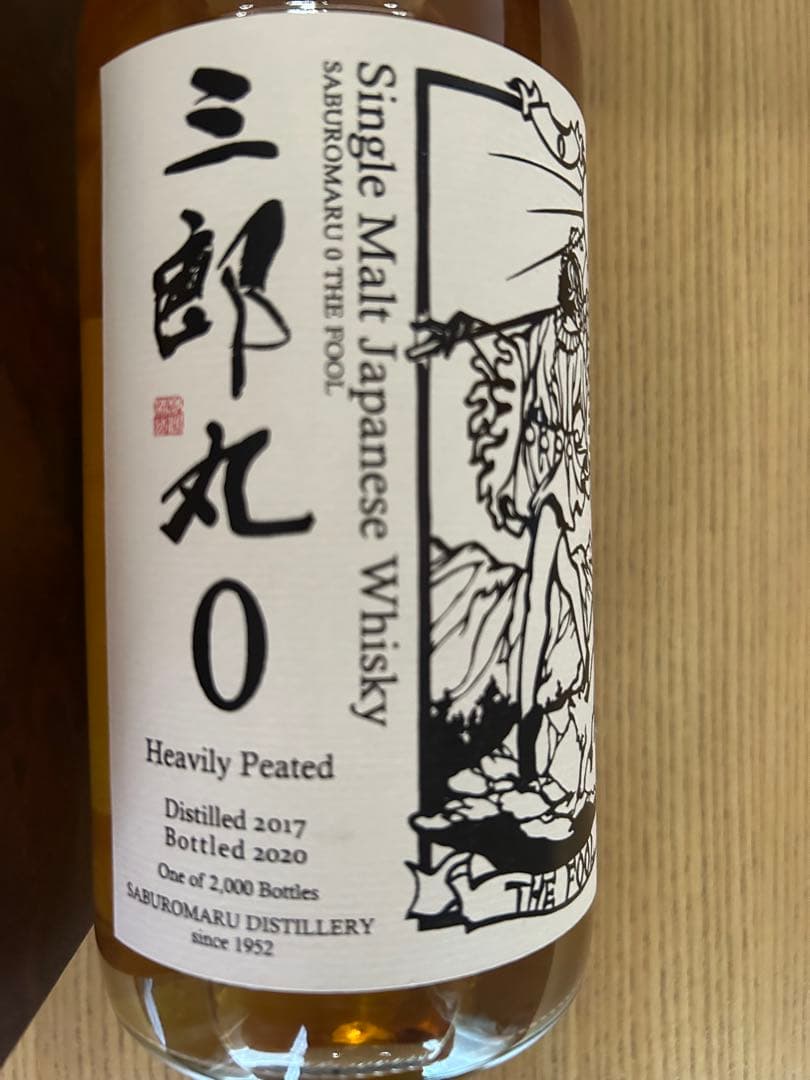 三郎丸0
Single Malt Japanese Whisky
SABUROMARU 0 THE FOOL
Heavily Peated
Distilled 2017
Bottled 2020
One of 2,000 Bottles
SABUROMARU DISTILLERY
since 1952
THE FOOL